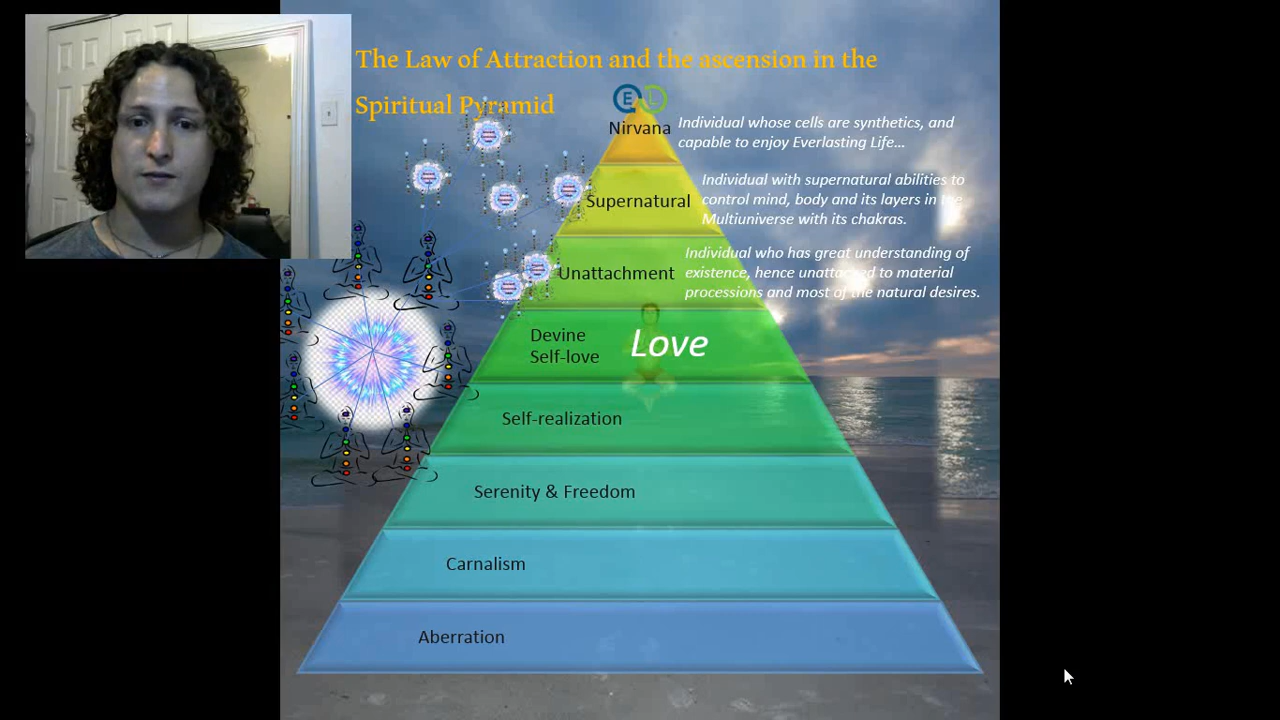 The Law of Attraction and the ascension in the
Spiritual Pyramid
E L
Nirvana
Individual whose cells are synthetics, and
capable to enjoy Everlasting Life…
Supernatural
Individual with supernatural abilities to
control mind, body and its layers in the
Multiuniverse with its chakras.
Unattachment
Individual who has great understanding of
existence, hence unattacked to material
processions and most of the natural desires.
Devine
Self-love
Love
Self-realization
Serenity & Freedom
Carnalism
Aberration